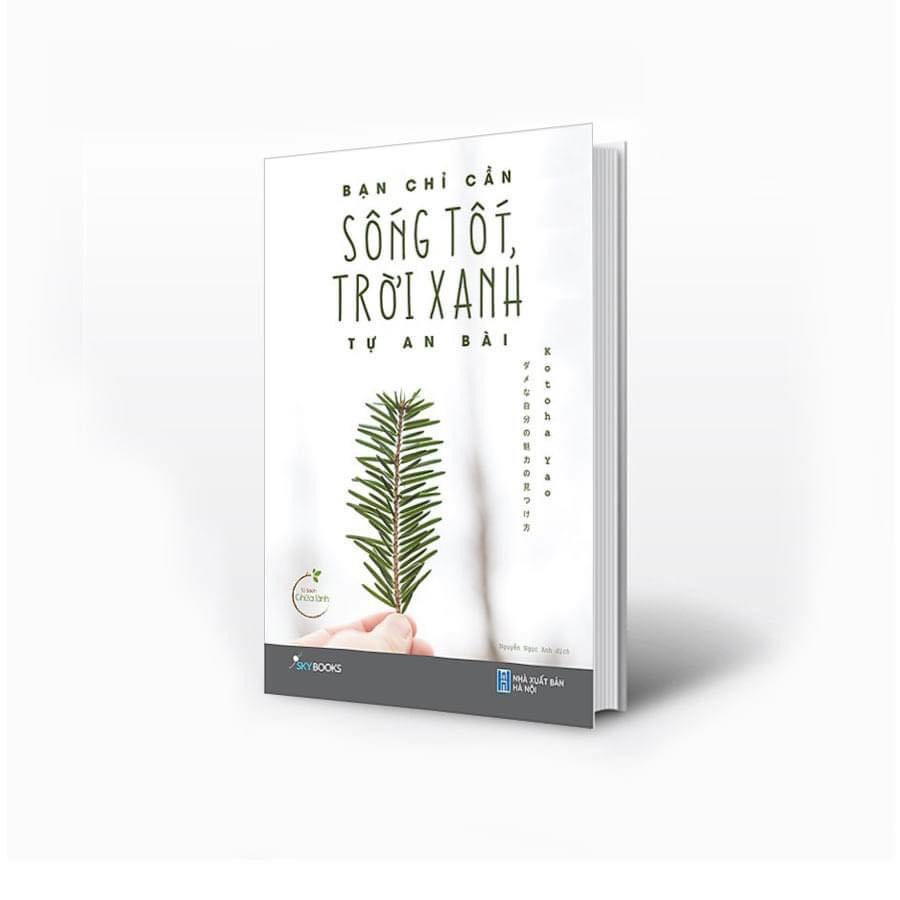 BẠN CHỈ CẦN
SỐNG TỐT,
TRỜI XANH
TỰ AN BÀI
Kotoha Yao
ダメな自分の魅力の見つけ方
Tủ sách
Chữa lành
Nguyễn Ngọc Anh dịch
SKYBOOKS
NHÀ XUẤT BẢN
HÀ NỘI